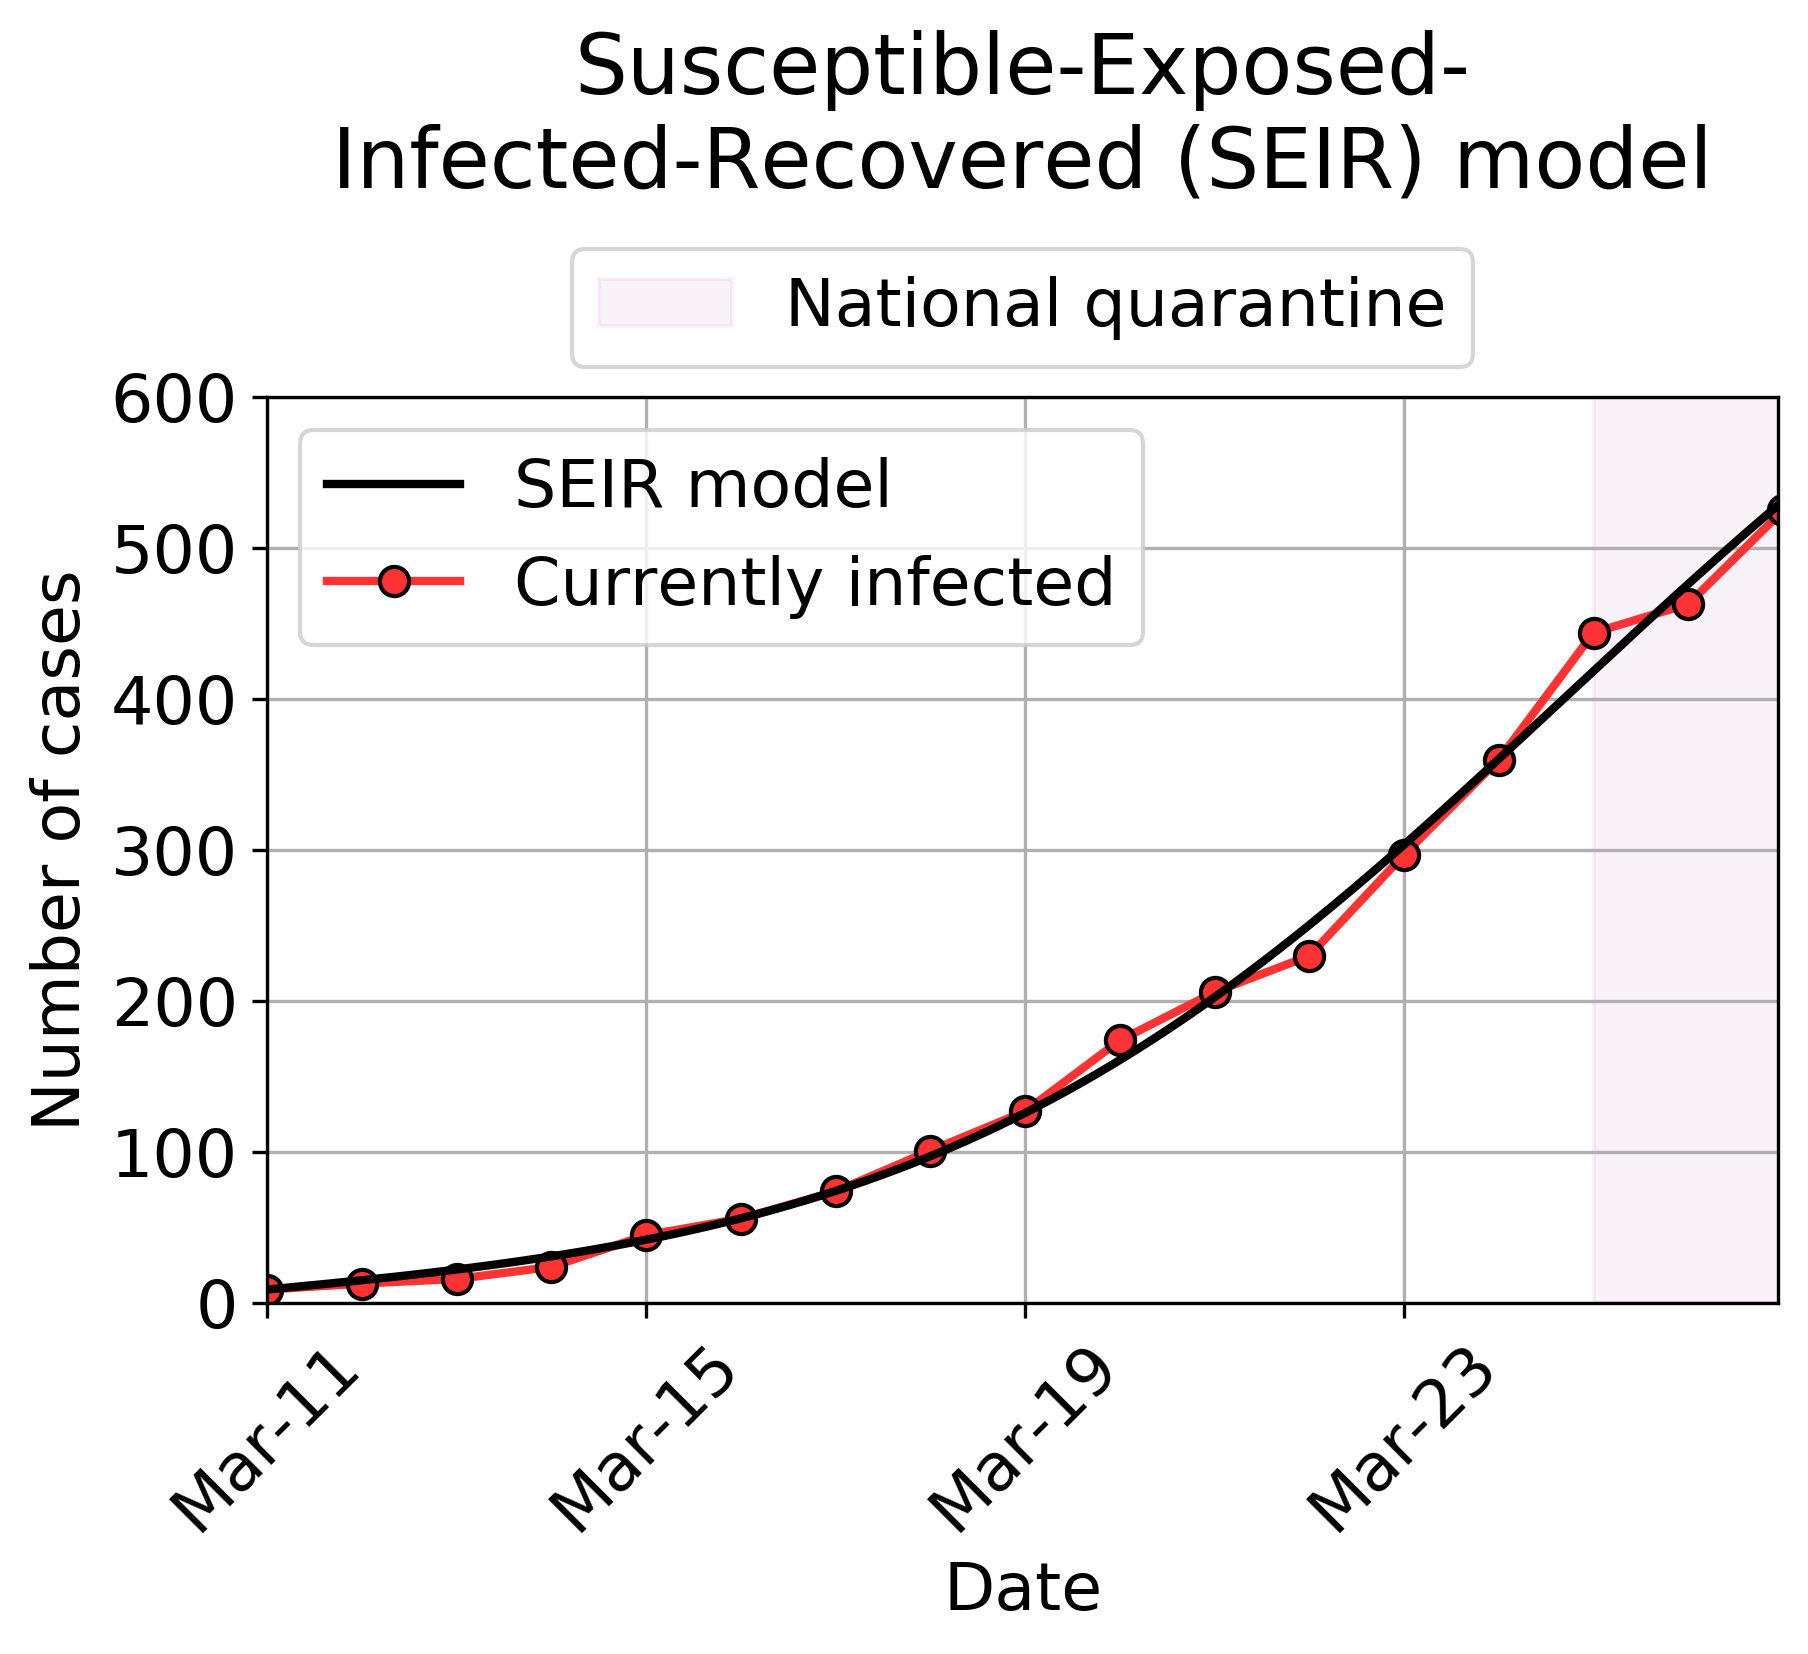 Susceptible-Exposed-
Infected-Recovered (SEIR) model
National quarantine
SEIR model
Currently infected
Number of cases
600
500
400
300
200
100
0
Mar-11
Mar-15
Mar-19
Mar-23
Date